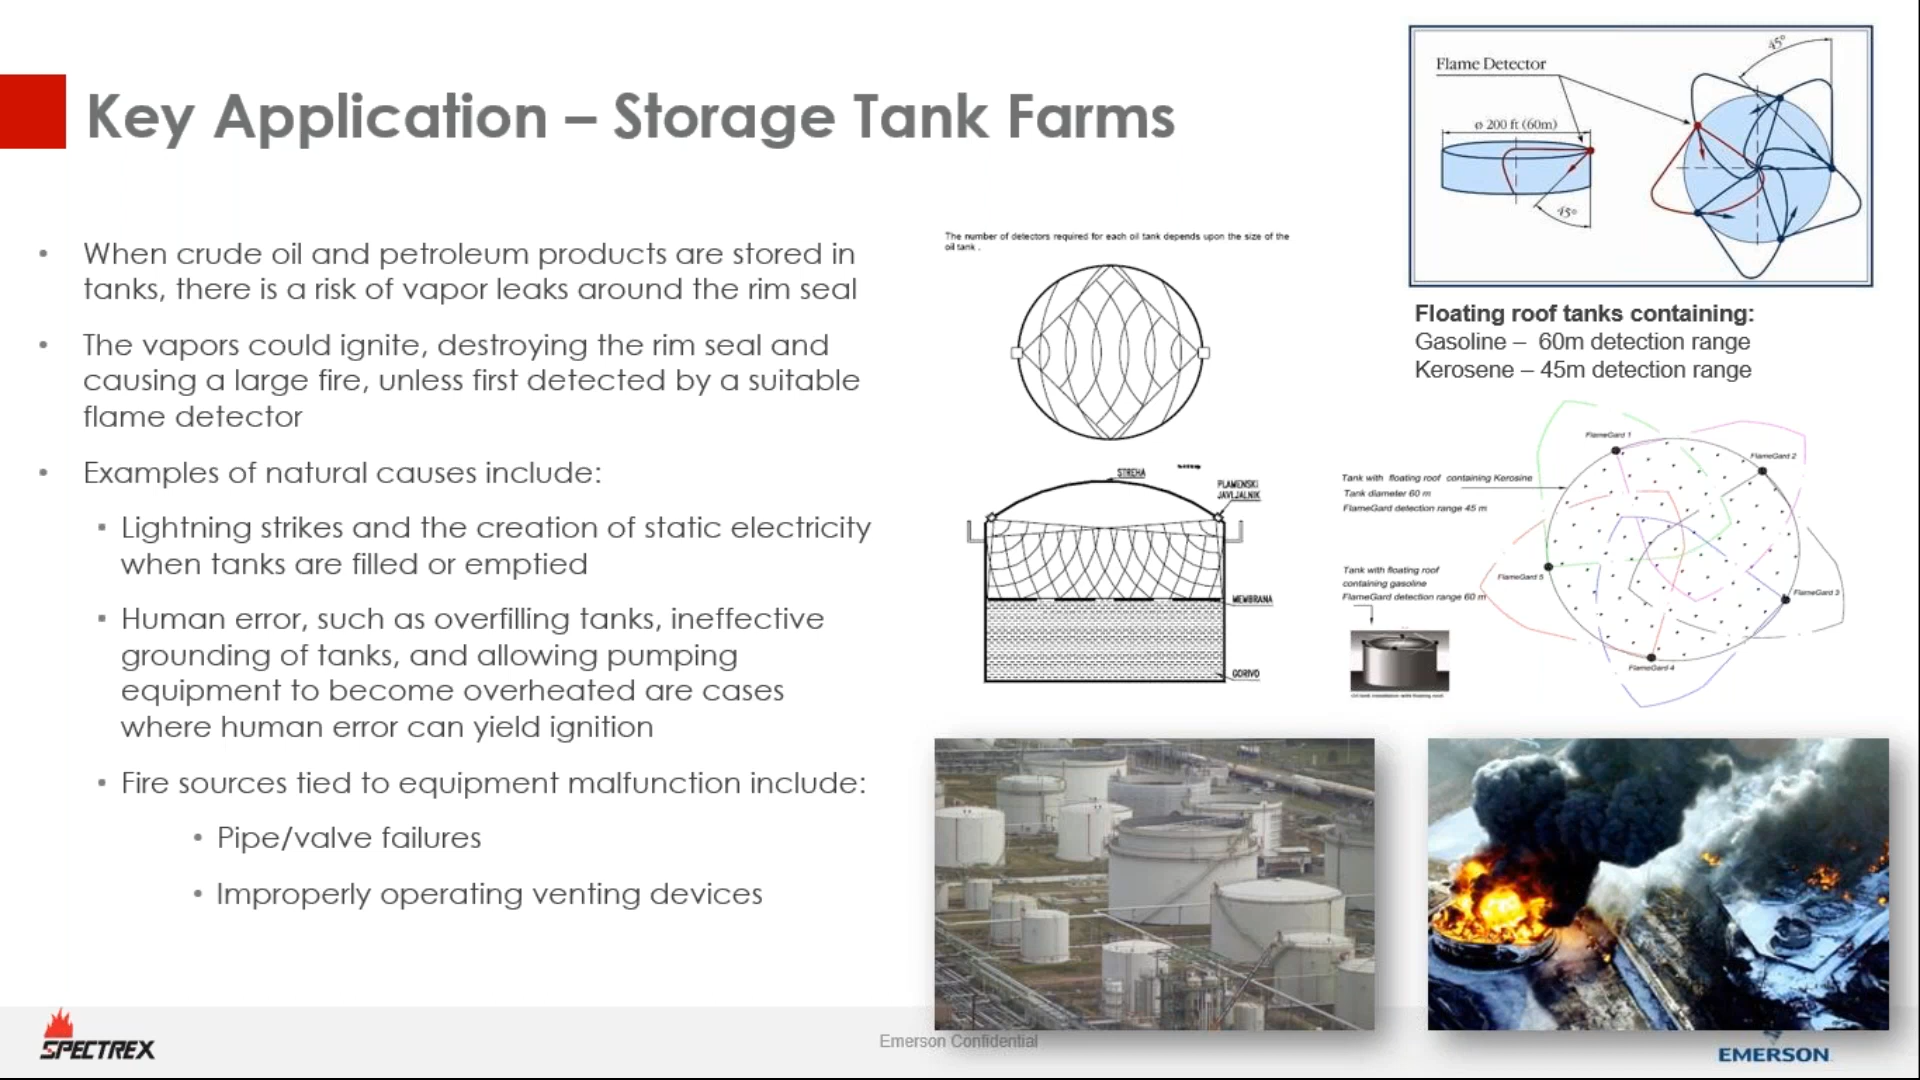 Key Application – Storage Tank Farms
• When crude oil and petroleum products are stored in
tanks, there is a risk of vapor leaks around the rim seal
• The vapors could ignite, destroying the rim seal and
causing a large fire, unless first detected by a suitable
flame detector
• Examples of natural causes include:
▪ Lightning strikes and the creation of static electricity
when tanks are filled or emptied
▪ Human error, such as overfilling tanks, ineffective
grounding of tanks, and allowing pumping
equipment to become overheated are cases
where human error can yield ignition
▪ Fire sources tied to equipment malfunction include:
• Pipe/valve failures
• Improperly operating venting devices
The number of detectors required for each oil tank depends upon the size of the
oil tank .
STREHA
PLAMENSKI
JAVLJALNIK
MEMBRANA
GORIVO
Flame Detector
ø 200 ft (60m)
45°
45°
Floating roof tanks containing:
Gasoline – 60m detection range
Kerosene – 45m detection range
FlameGard 1
FlameGard 2
Tank with floating roof containing Kerosine
Tank diameter 60 m
FlameGard detection range 45 m
Tank with floating roof
containing gasoline
FlameGard detection range 60 m
FlameGard 5
FlameGard 3
FlameGard 4
SPECTREX
Emerson Confidential
EMERSON